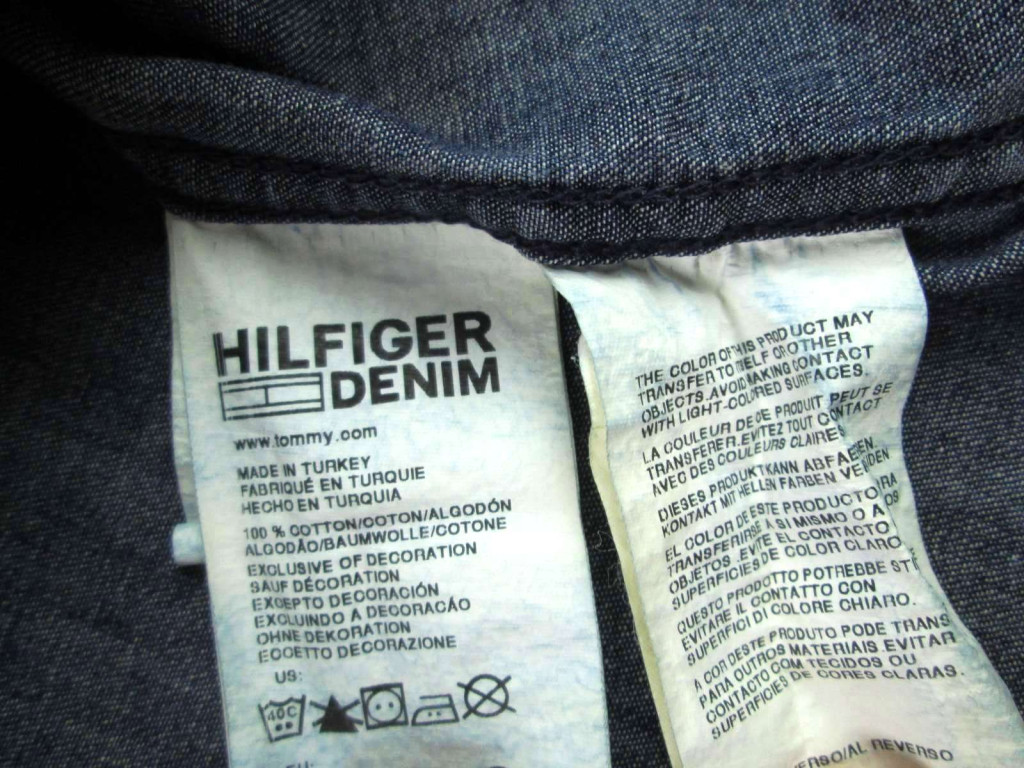 HILFIGER
DENIM
www.tommy.com
MADE IN TURKEY
FABRIQUÉ EN TURQUIE
HECHO EN TURQUIA
100 % COTTON/COTON/ALGODÓN
ALGODÃO/BAUMWOLLE/COTONE
EXCLUSIVE OF DECORATION
SAUF DÉCORATION
EXCEPTO DECORACIÓN
EXCLUINDO A DECORACÃO
OHNE DEKORATION
ECCETTO DECORAZIONE
US:
40C
THE COLOR OF THIS PRODUCT MAY
TRANSFER TO ITSELF OR OTHER
OBJECTS. AVOID MAKING CONTACT
WITH LIGHT-COLORED SURFACES.
LA COULEUR DE CE PRODUIT PEUT SE
TRANSFERER. EVITEZ TOUT CONTACT
AVEC DES COULEURS CLAIRES
DIESES PRODUKT KANN ABFAERBEN
KONTAKT MIT HELLEN FARBEN VERMEIDEN
EL COLOR DE ESTE PRODUCTO
TRANSFERIRSE A SI MISMO O A
OBJETOS .EVITE EL CONTACTO
SUPERFICIES DE COLOR CLARO
QUESTO PRODOTTO POTREBBE
EVITARE IL CONTATTO CON
SUPERFICI DI COLORE CHIARO.
A COR DESTE PRODUTO PODE
PARA OUTROS MATERIAIS. EVITAR
CONTACTO COM TECIDOS OU
SUPERFICIES DE CORES CLARAS.
REVERSO